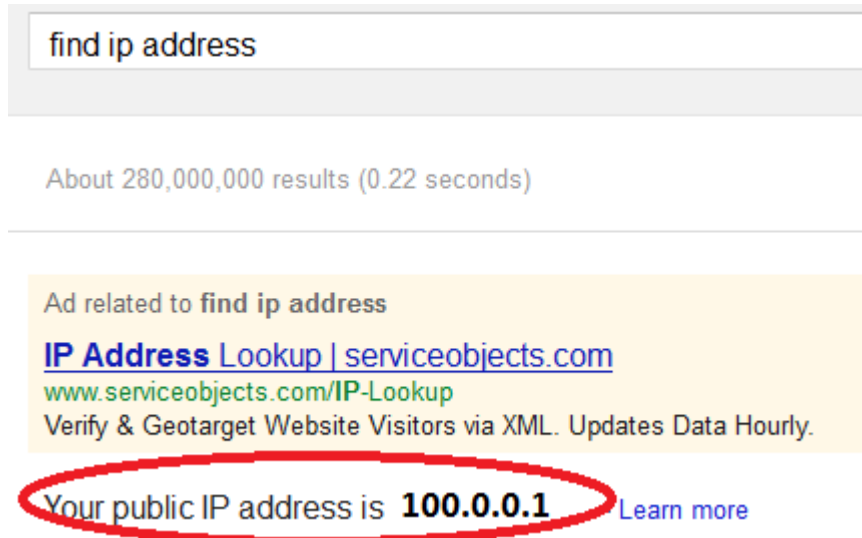 find ip address
About 280,000,000 results (0.22 seconds)
Ad related to find ip address
IP Address Lookup | serviceobjects.com
www.serviceobjects.com/IP-Lookup
Verify & Geotarget Website Visitors via XML. Updates Data Hourly.
Your public IP address is 100.0.0.1 Learn more